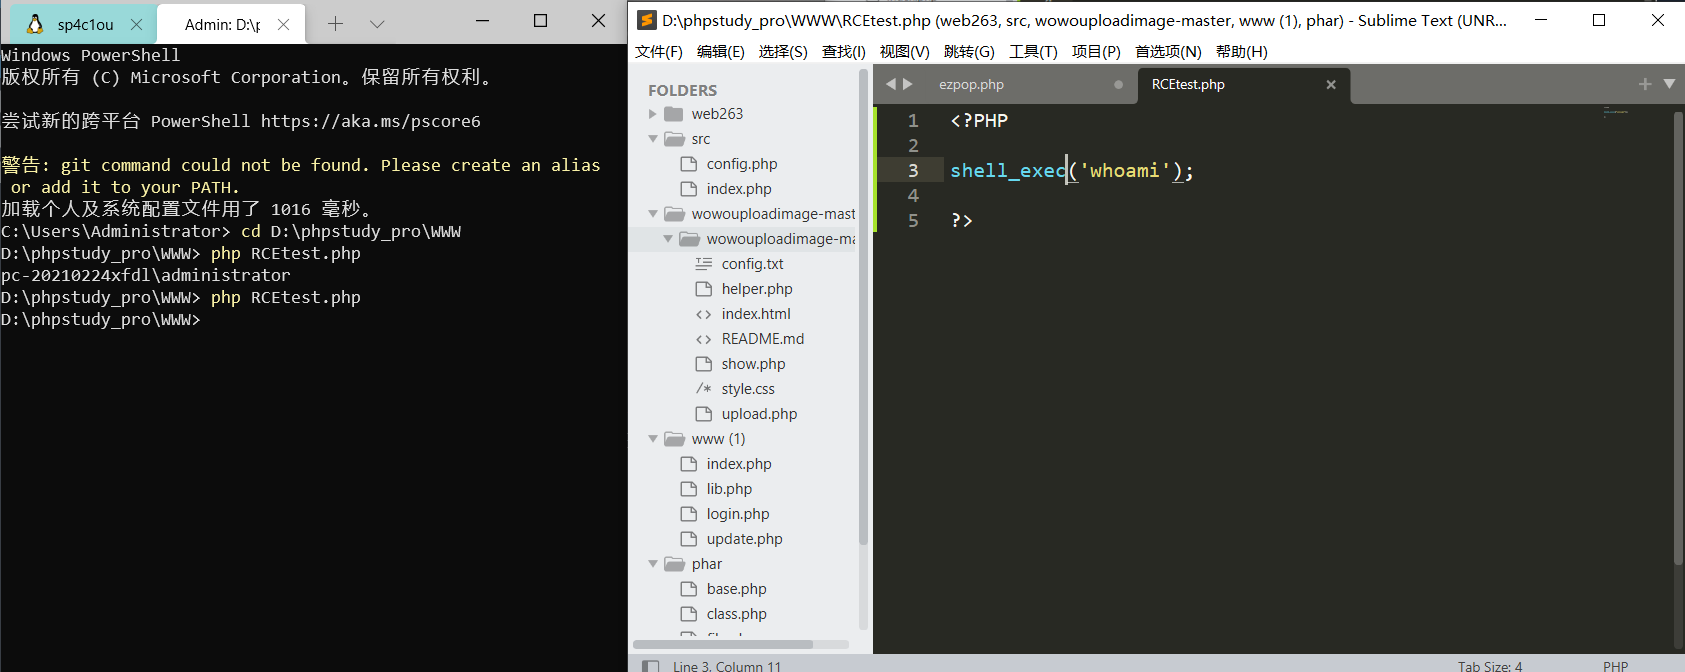 sp4c1ou
Admin: D:\p
Windows PowerShell
版权所有 (C) Microsoft Corporation。保留所有权利。
尝试新的跨平台 PowerShell https://aka.ms/pscore6
警告: git command could not be found. Please create an alias
or add it to your PATH.
加载个人及系统配置文件用了 1016 毫秒。
C:\Users\Administrator> cd D:\phpstudy_pro\WWW
D:\phpstudy_pro\WWW> php RCEtest.php
pc-20210224xfdl\administrator
D:\phpstudy_pro\WWW> php RCEtest.php
D:\phpstudy_pro\WWW>
D:\phpstudy_pro\WWW\RCEtest.php (web263, src, wowouploadimage-master, www (1), phar) - Sublime Text (UNR...
文件(F) 编辑(E) 选择(S) 查找(I) 视图(V) 跳转(G) 工具(T) 项目(P) 首选项(N) 帮助(H)
FOLDERS
web263
src
config.php
index.php
wowouploadimage-mast
wowouploadimage-ma
config.txt
helper.php
index.html
README.md
show.php
/* style.css
upload.php
www (1)
index.php
lib.php
login.php
update.php
phar
base.php
class.php
ezpop.php
RCEtest.php
1 <?PHP
2
3 shell_exec('whoami');
4
5 ?>
Line 3, Column 11
Tab Size: 4
PHP